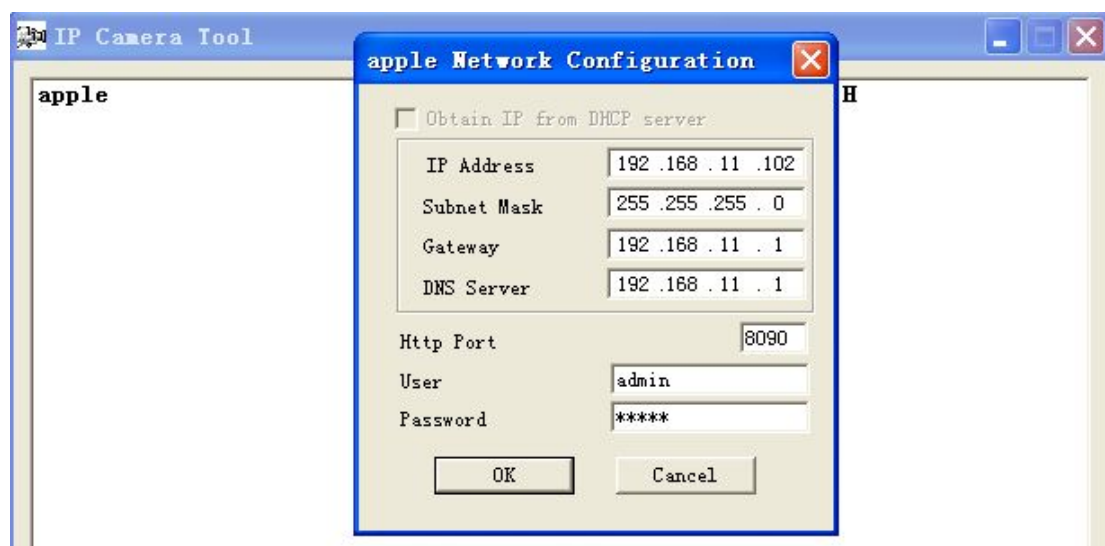 IP Camera Tool
apple Network Configuration
apple
H
Obtain IP from DHCP server
IP Address 192 .168 . 11 .102
Subnet Mask 255 .255 .255 . 0
Gateway 192 .168 . 11 . 1
DNS Server 192 .168 . 11 . 1
Http Port 8090
User admin
Password *****
OK Cancel